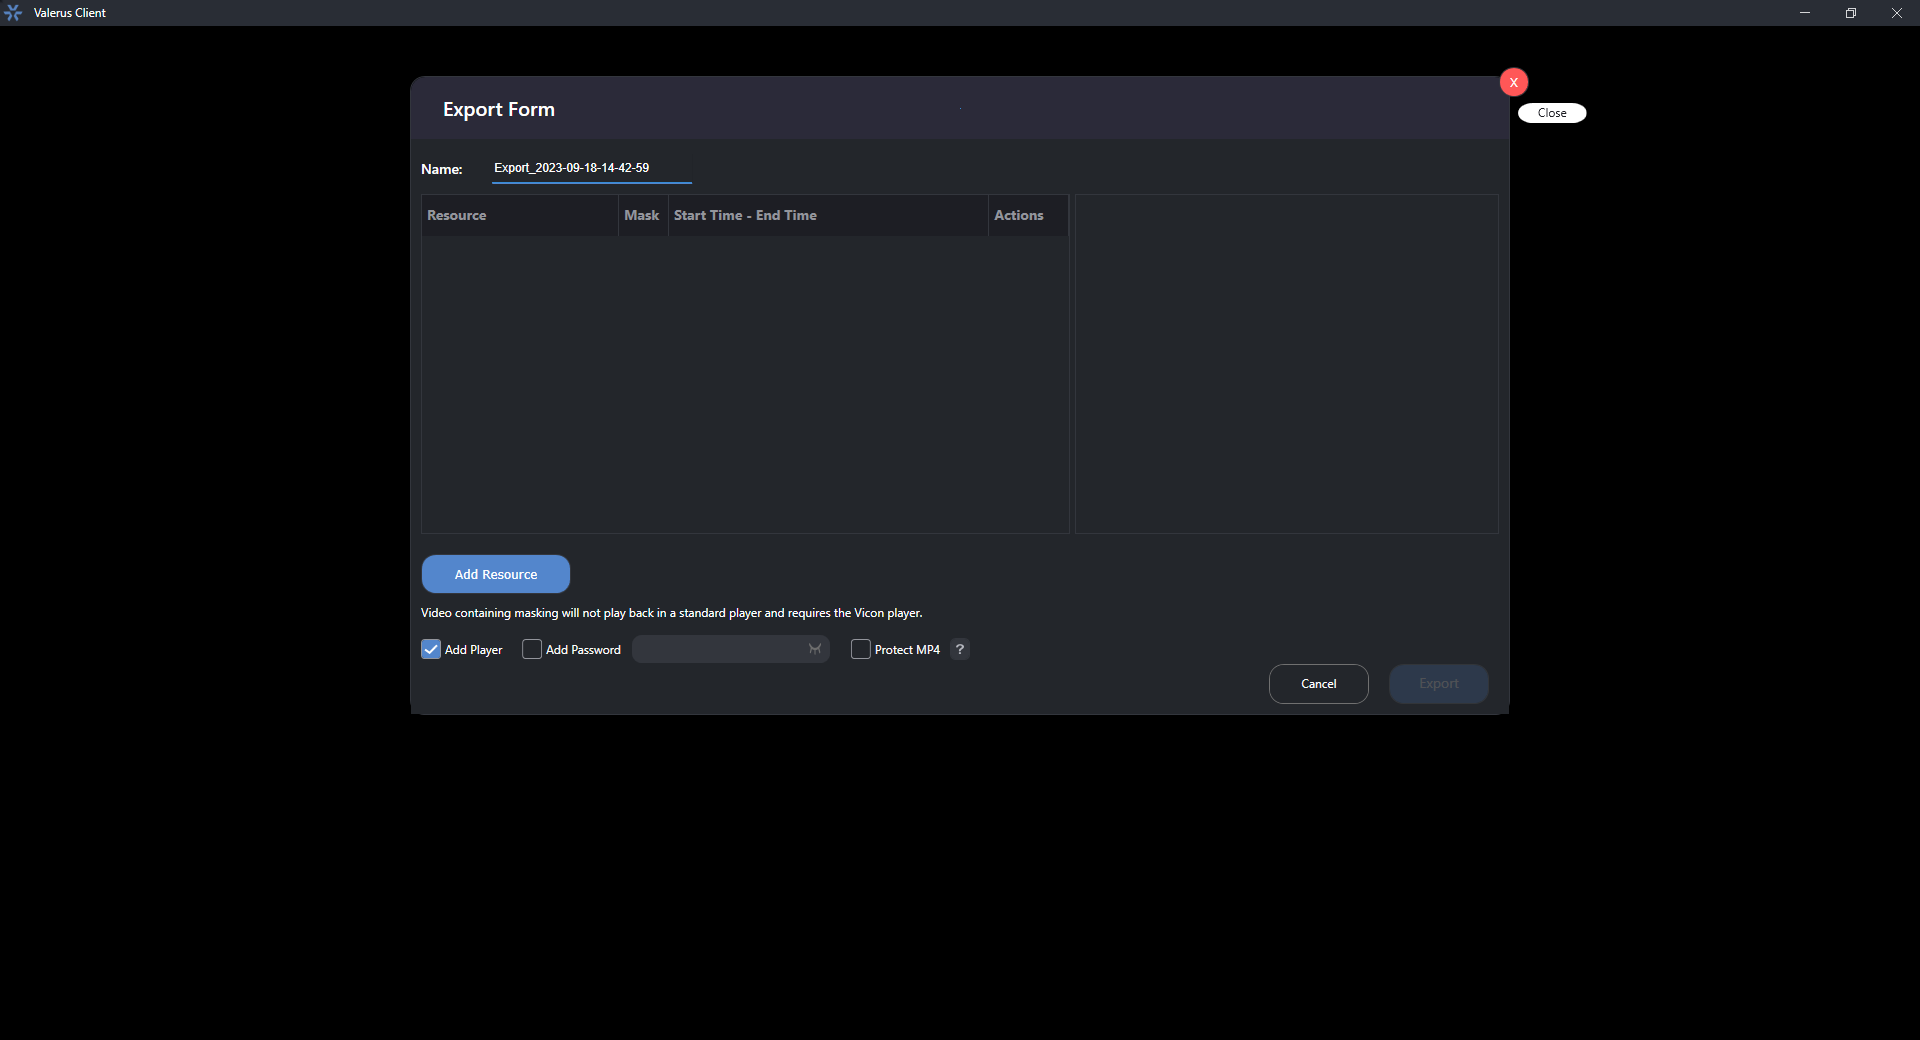 Valerus Client
X
Export Form
Close
Name: Export_2023-09-18-14-42-59
Resource Mask Start Time - End Time Actions
Add Resource
Video containing masking will not play back in a standard player and requires the Vicon player.
Add Player Add Password Protect MP4 ?
Cancel Export